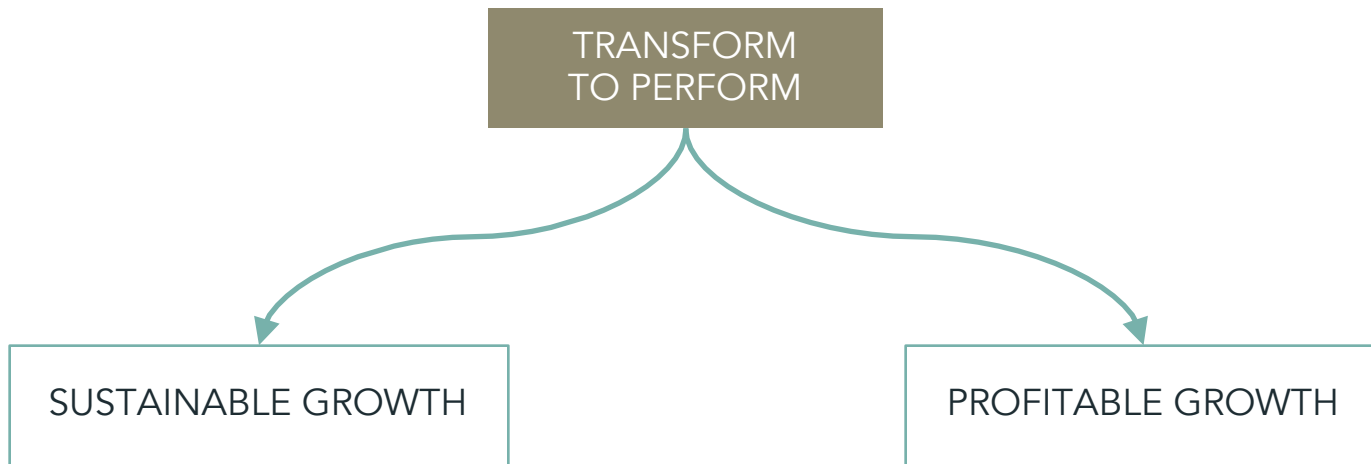 TRANSFORM
TO PERFORM
SUSTAINABLE GROWTH
PROFITABLE GROWTH